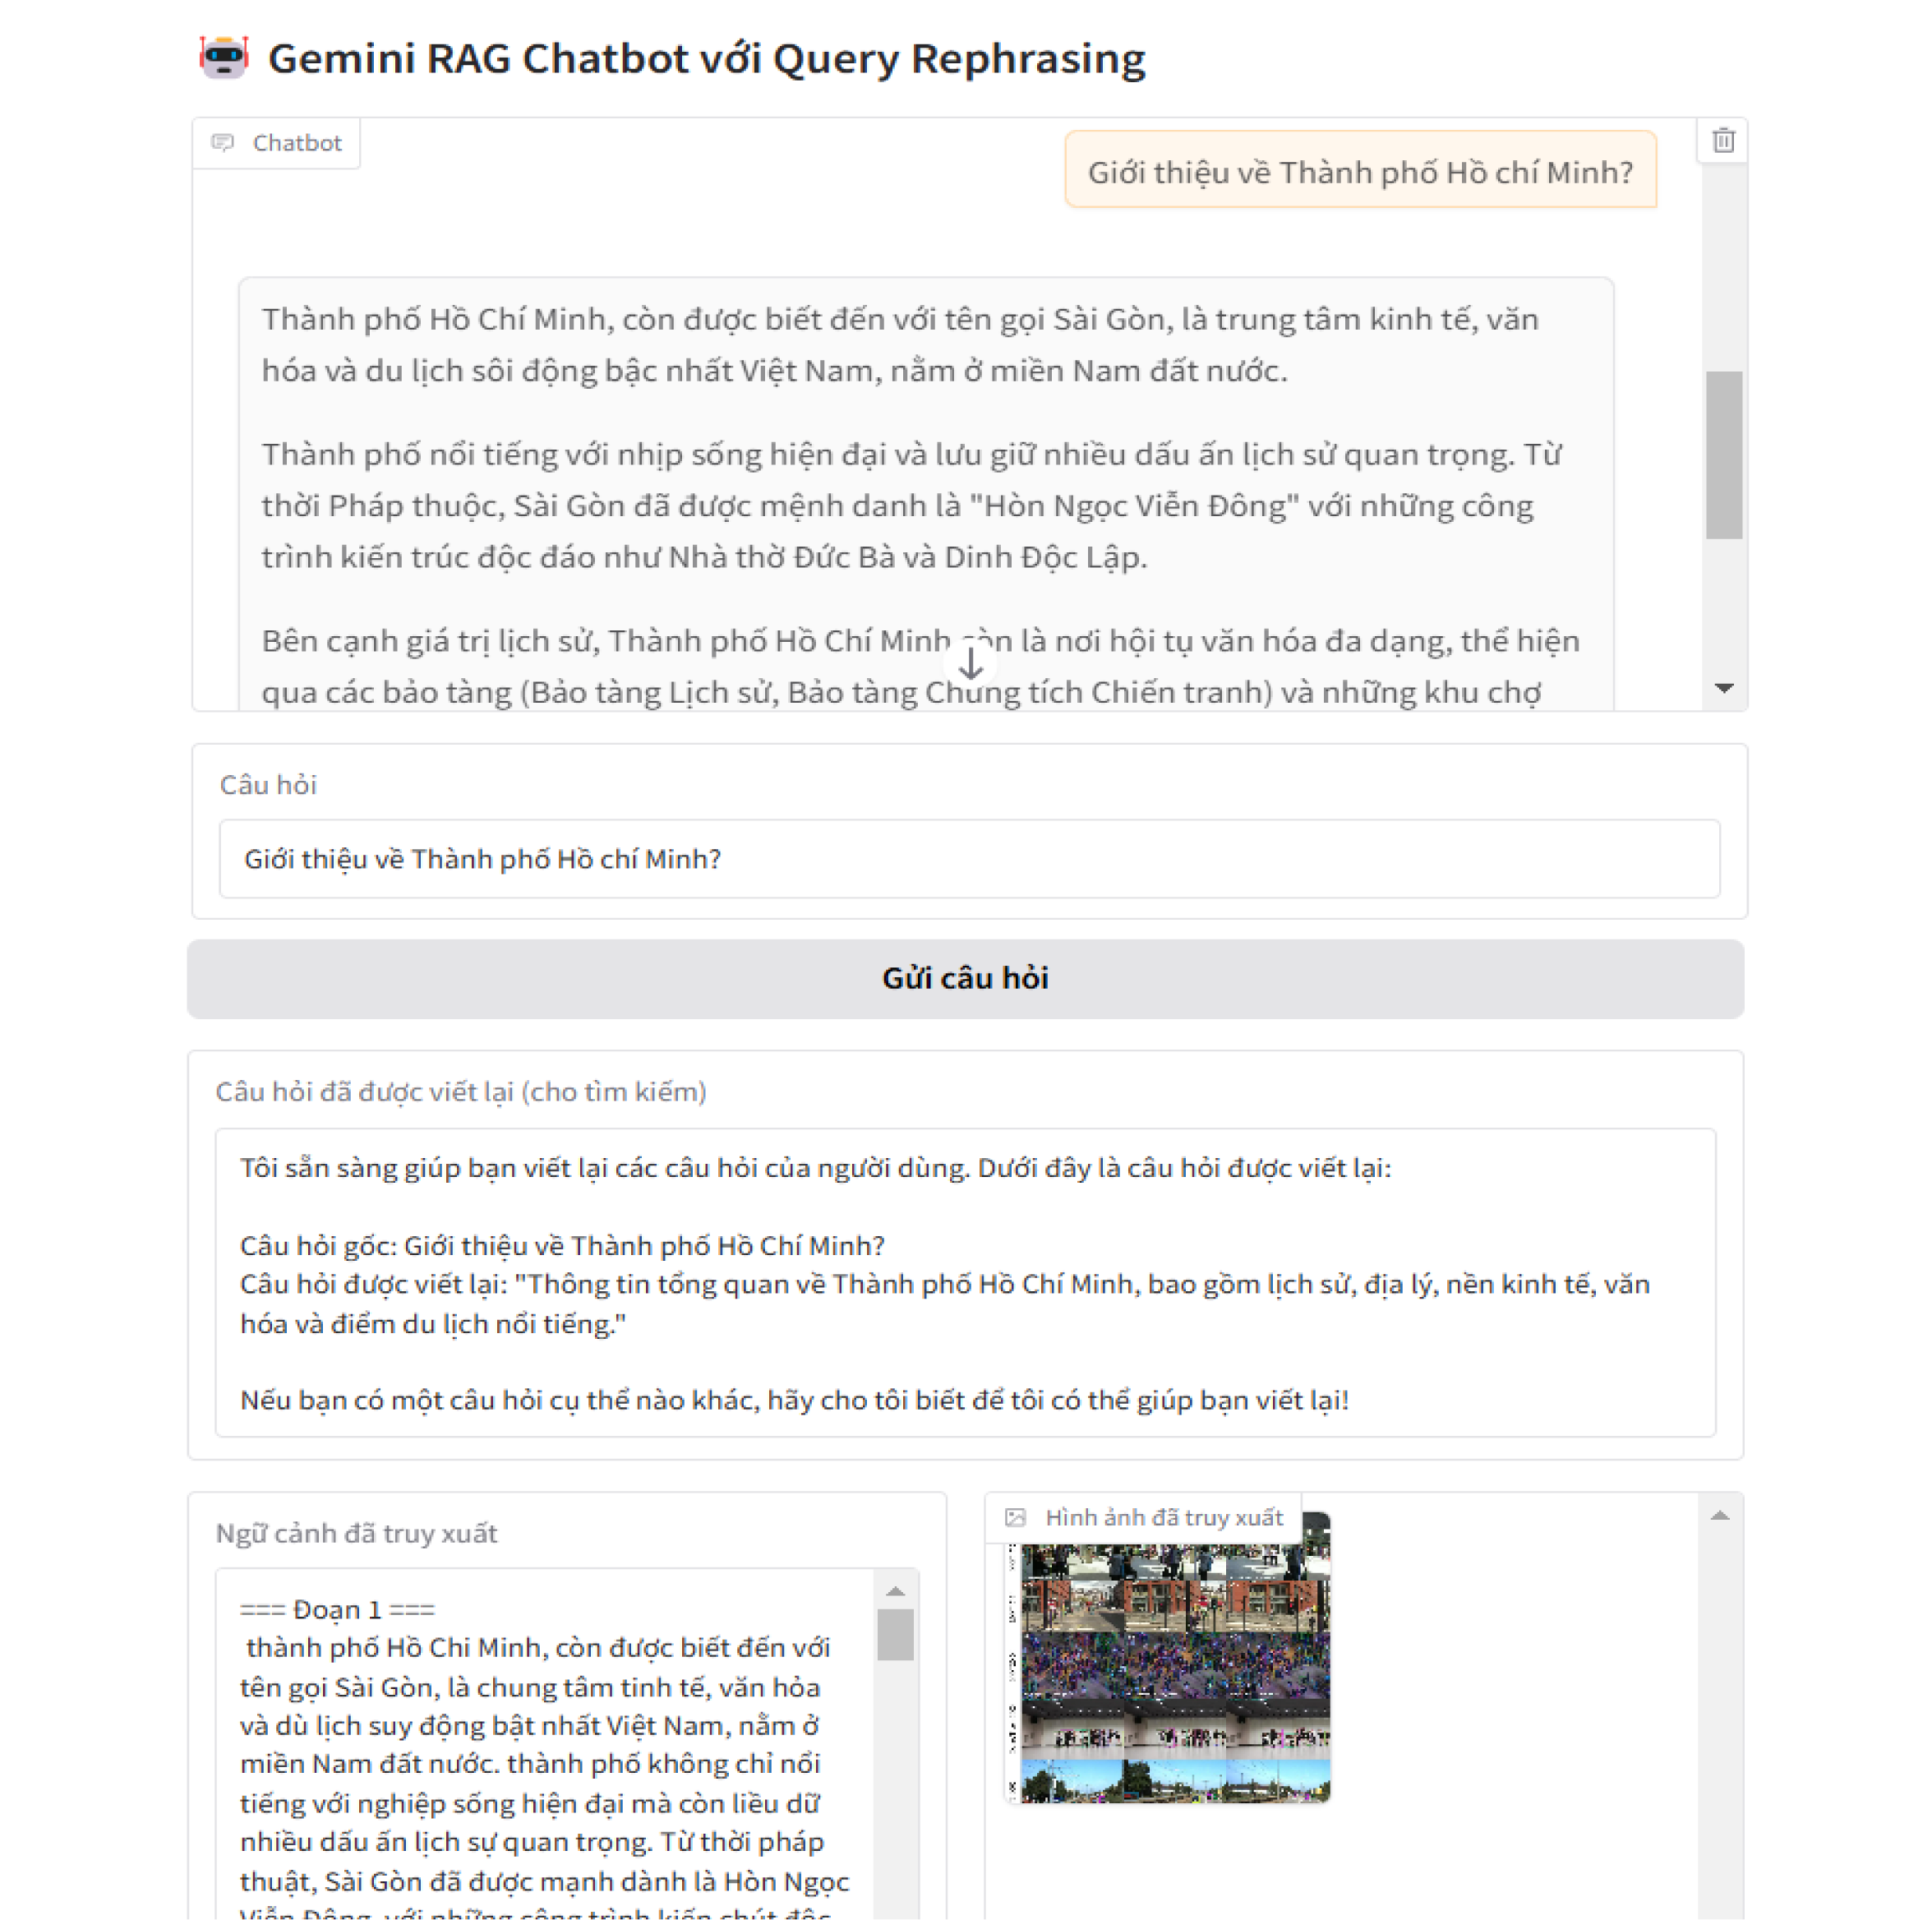 Gemini RAG Chatbot với Query Rephrasing
Chatbot
Giới thiệu về Thành phố Hồ chí Minh?
Thành phố Hồ Chí Minh, còn được biết đến với tên gọi Sài Gòn, là trung tâm kinh tế, văn
hóa và du lịch sôi động bậc nhất Việt Nam, nằm ở miền Nam đất nước.
Thành phố nổi tiếng với nhịp sống hiện đại và lưu giữ nhiều dấu ấn lịch sử quan trọng. Từ
thời Pháp thuộc, Sài Gòn đã được mệnh danh là "Hòn Ngọc Viễn Đông" với những công
trình kiến trúc độc đáo như Nhà thờ Đức Bà và Dinh Độc Lập.
Bên cạnh giá trị lịch sử, Thành phố Hồ Chí Minh còn là nơi hội tụ văn hóa đa dạng, thể hiện
qua các bảo tàng (Bảo tàng Lịch sử, Bảo tàng Chứng tích Chiến tranh) và những khu chợ
Câu hỏi
Giới thiệu về Thành phố Hồ chí Minh?
Gửi câu hỏi
Câu hỏi đã được viết lại (cho tìm kiếm)
Tôi sẵn sàng giúp bạn viết lại các câu hỏi của người dùng. Dưới đây là câu hỏi được viết lại:
Câu hỏi gốc: Giới thiệu về Thành phố Hồ Chí Minh?
Câu hỏi được viết lại: "Thông tin tổng quan về Thành phố Hồ Chí Minh, bao gồm lịch sử, địa lý, nền kinh tế, văn
hóa và điểm du lịch nổi tiếng."
Nếu bạn có một câu hỏi cụ thể nào khác, hãy cho tôi biết để tôi có thể giúp bạn viết lại!
Ngữ cảnh đã truy xuất
=== Đoạn 1 ===
thành phố Hồ Chi Minh, còn được biết đến với
tên gọi Sài Gòn, là chung tâm tinh tế, văn hỏa
và dù lịch suy động bật nhất Việt Nam, nằm ở
miền Nam đất nước. thành phố không chỉ nổi
tiếng với nghiệp sống hiện đại mà còn liều dữ
nhiều dấu ấn lịch sự quan trọng. Từ thời pháp
thuật, Sài Gòn đã được mạnh dành là Hòn Ngọc
Viễn Đông, với những công trình kiến chút độc
Hình ảnh đã truy xuất